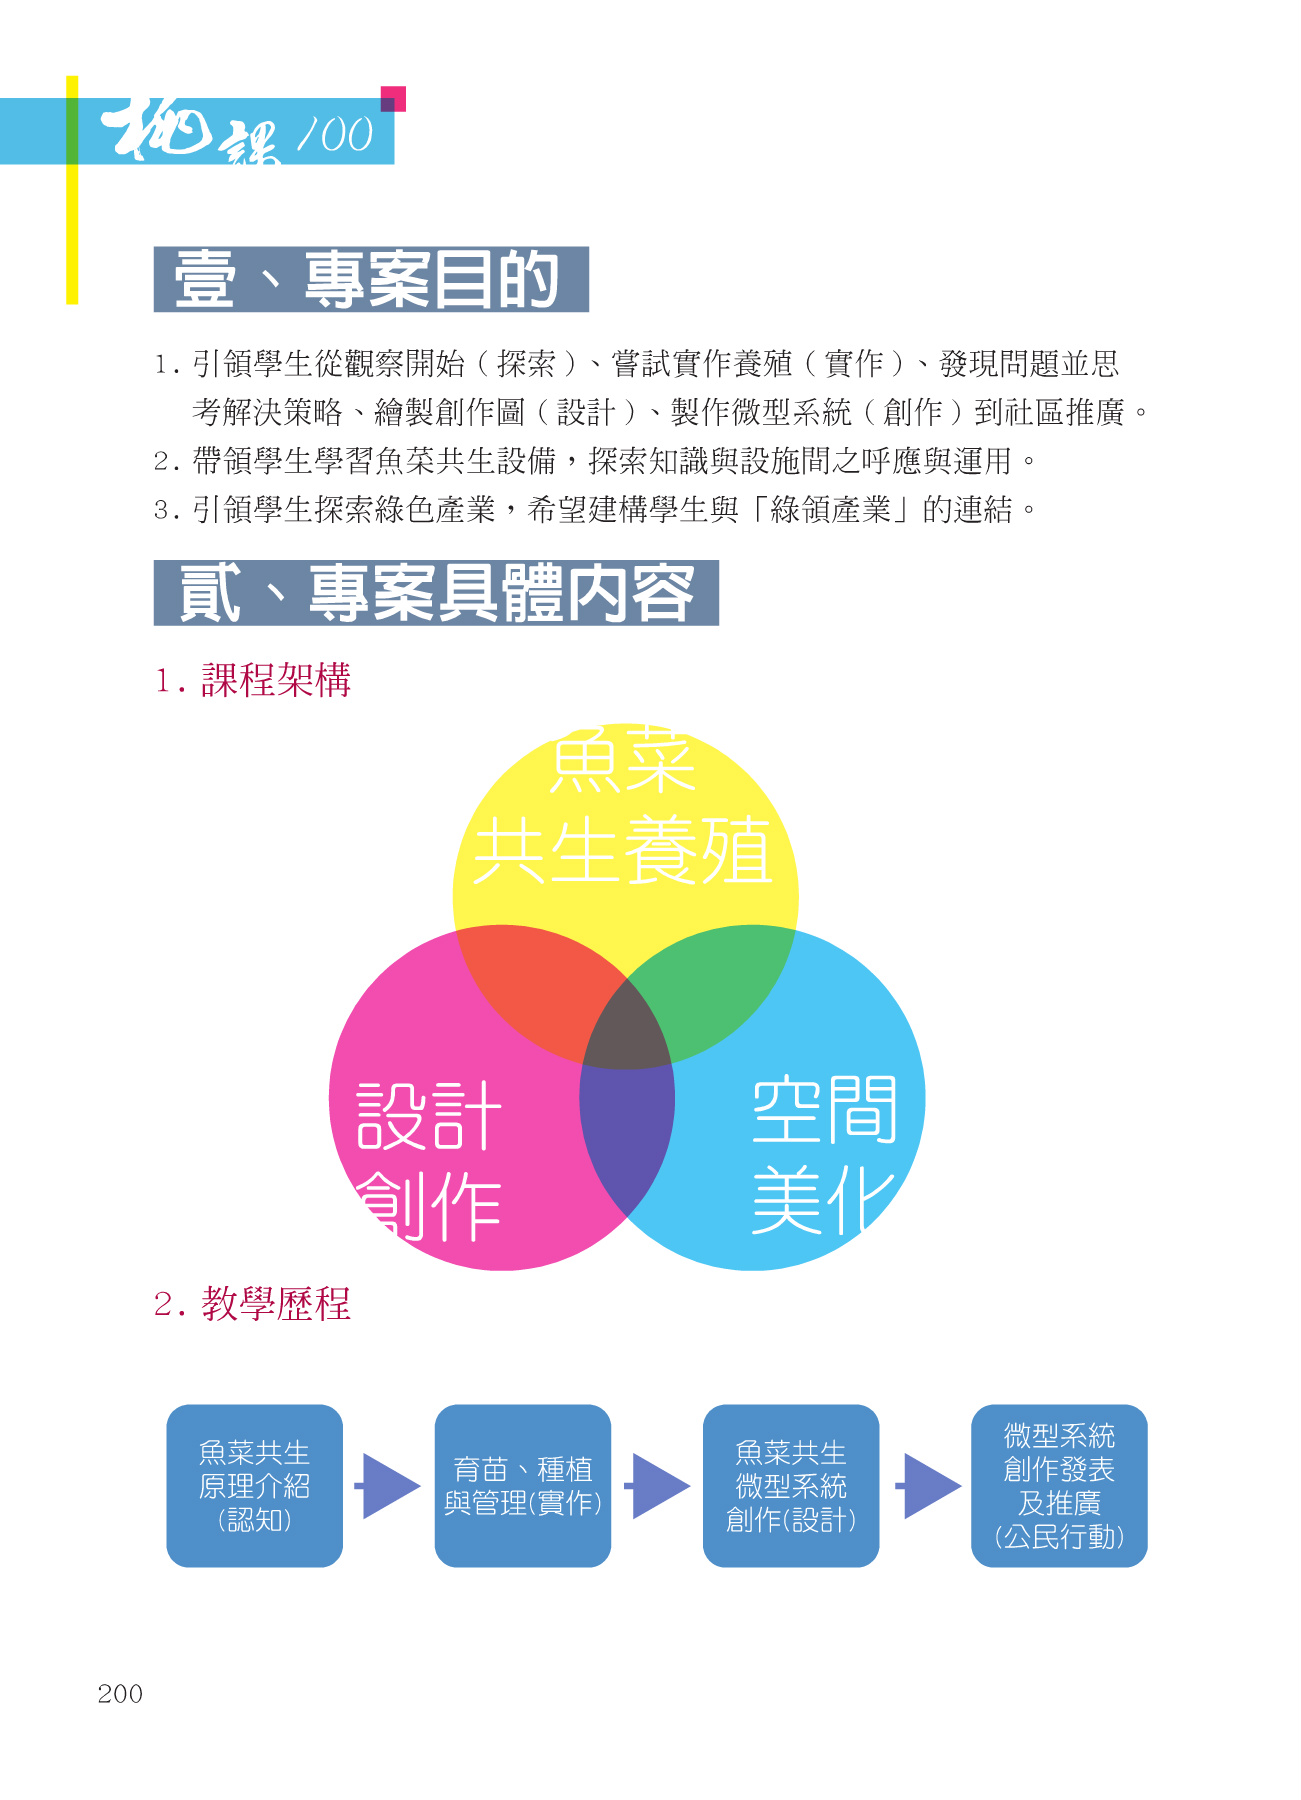 桃課100
壹、專案目的
1. 引領學生從觀察開始（探索）、嘗試實作養殖（實作）、發現問題並思
考解決策略、繪製創作圖（設計）、製作微型系統（創作）到社區推廣。
2. 帶領學生學習魚菜共生設備，探索知識與設施間之呼應與運用。
3. 引領學生探索綠色產業，希望建構學生與「綠領產業」的連結。
貳、專案具體內容
1. 課程架構
魚菜
共生養殖
設計
創作
空間
美化
2. 教學歷程
魚菜共生
原理介紹
(認知)
育苗、種植
與管理(實作)
魚菜共生
微型系統
創作(設計)
微型系統
創作發表
及推廣
(公民行動)
200